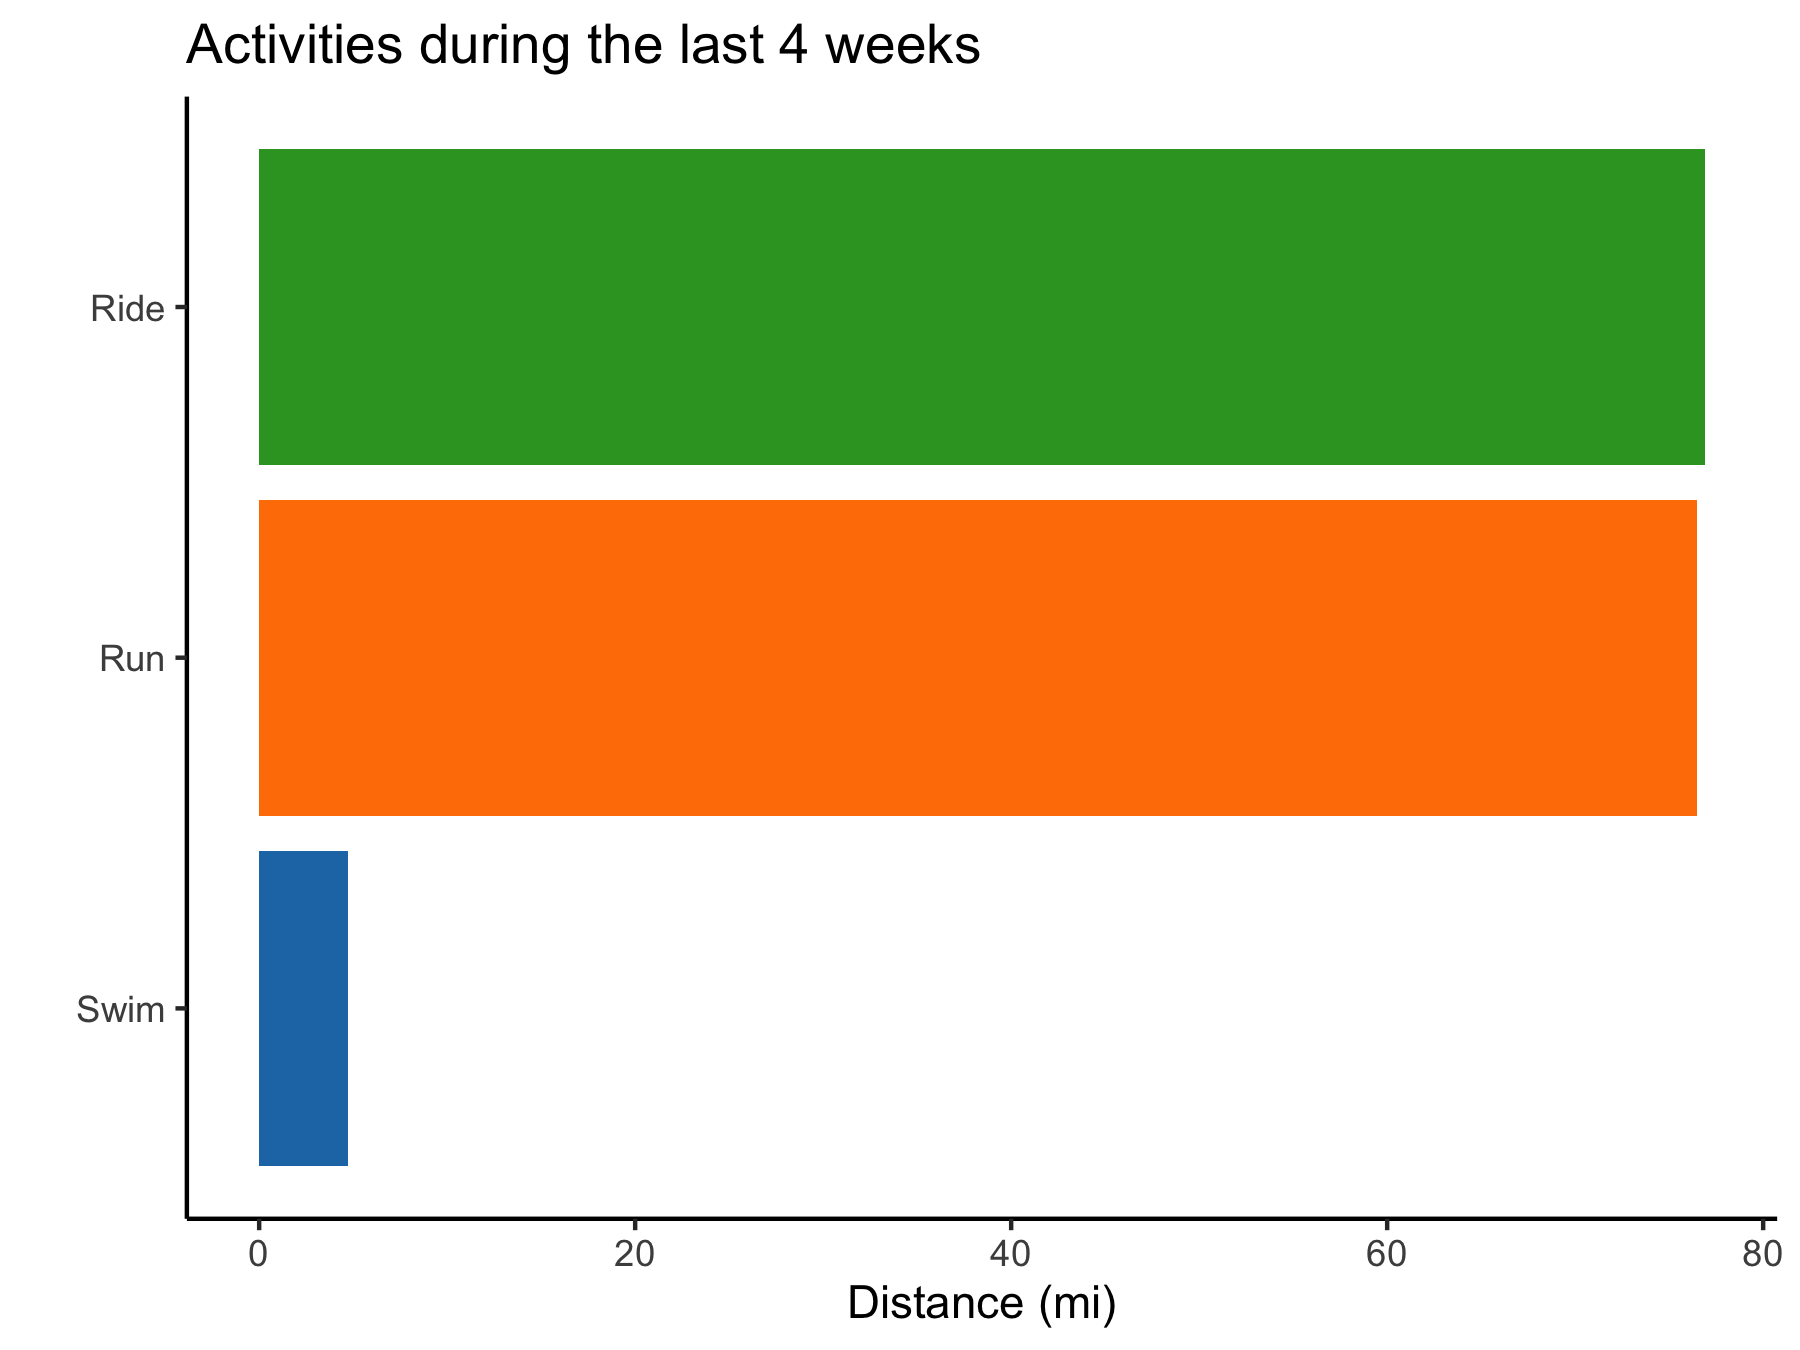 Activities during the last 4 weeks
Ride
Run
Swim
0 20 40 60 80
Distance (mi)